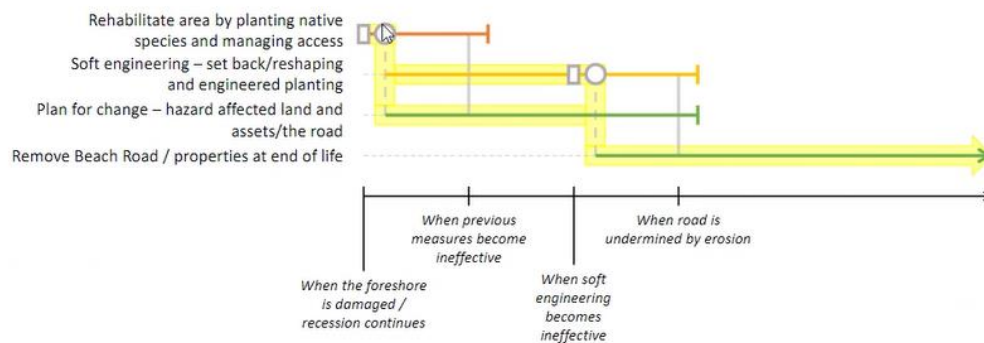 Rehabilitate area by planting native
species and managing access
Soft engineering – set back/reshaping
and engineered planting
Plan for change – hazard affected land and
assets/the road
Remove Beach Road / properties at end of life
When previous
measures become
ineffective
When road is
undermined by erosion
When the foreshore
is damaged /
recession continues
When soft
engineering
becomes
ineffective